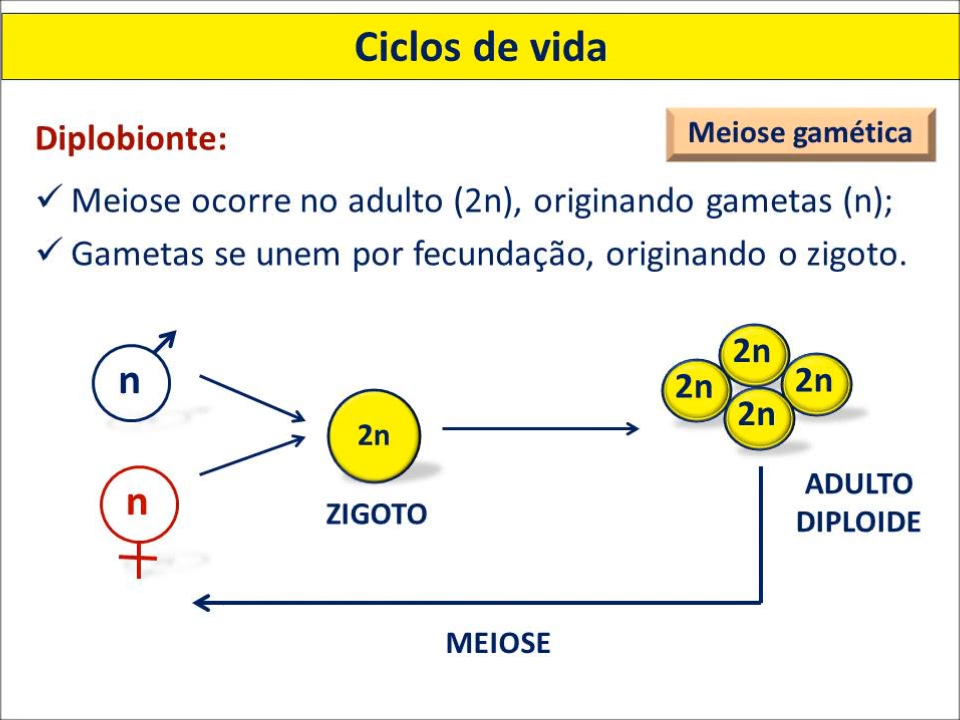 Ciclos de vida
Diplobionte:
Meiose gamética
Meiose ocorre no adulto (2n), originando gametas (n);
Gametas se unem por fecundação, originando o zigoto.
n
n
2n
ZIGOTO
2n
2n
2n
2n
ADULTO
DIPLOIDE
MEIOSE